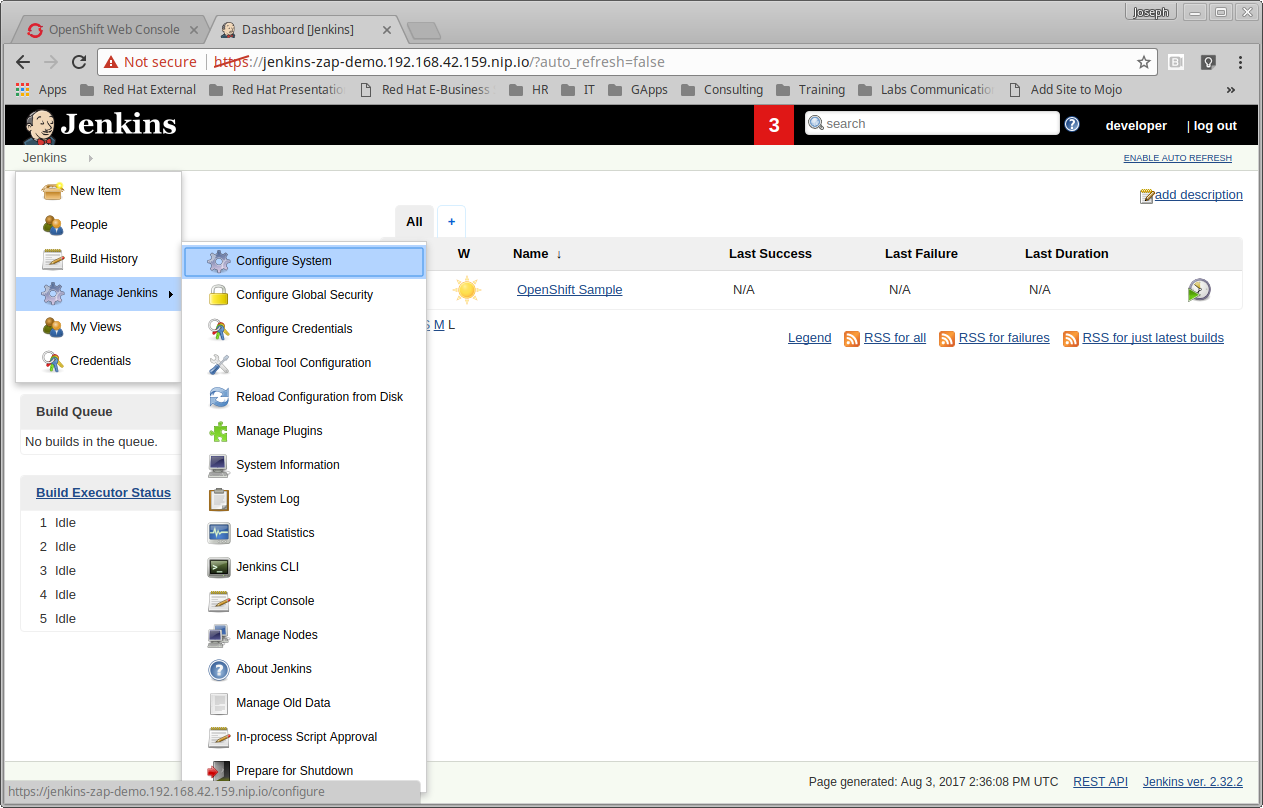 Joseph
OpenShift Web Console
Dashboard [Jenkins]
Not secure https://jenkins-zap-demo.192.168.42.159.nip.io/?auto_refresh=false
Apps Red Hat External Red Hat Presentatio Red Hat E-Business HR IT GApps Consulting Training Labs Communicatio Add Site to Mojo »
Jenkins 3 search developer | log out
Jenkins ENABLE AUTO REFRESH
add description
New Item
People
Build History
Manage Jenkins
My Views
Credentials
Configure System
Configure Global Security
Configure Credentials
Global Tool Configuration
Reload Configuration from Disk
Manage Plugins
System Information
System Log
Load Statistics
Jenkins CLI
Script Console
Manage Nodes
About Jenkins
Manage Old Data
In-process Script Approval
Prepare for Shutdown
All +
W Name ↓ Last Success Last Failure Last Duration
OpenShift Sample N/A N/A N/A
M L
Legend RSS for all RSS for failures RSS for just latest builds
Build Queue
No builds in the queue.
Build Executor Status
1 Idle
2 Idle
3 Idle
4 Idle
5 Idle
https://jenkins-zap-demo.192.168.42.159.nip.io/configure
Page generated: Aug 3, 2017 2:36:08 PM UTC REST API Jenkins ver. 2.32.2